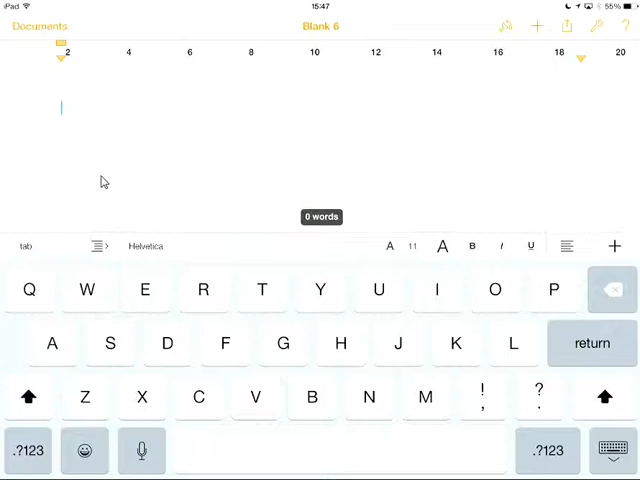 iPad 15:47 55%
Documents Blank 6 ?
2 4 6 8 10 12 14 16 18 20
0 words
tab Helvetica A 11 A B I U +
Q W E R T Y U I O P
A S D F G H J K L return
Z X C V B N M ! , ? .
.?123 .?123